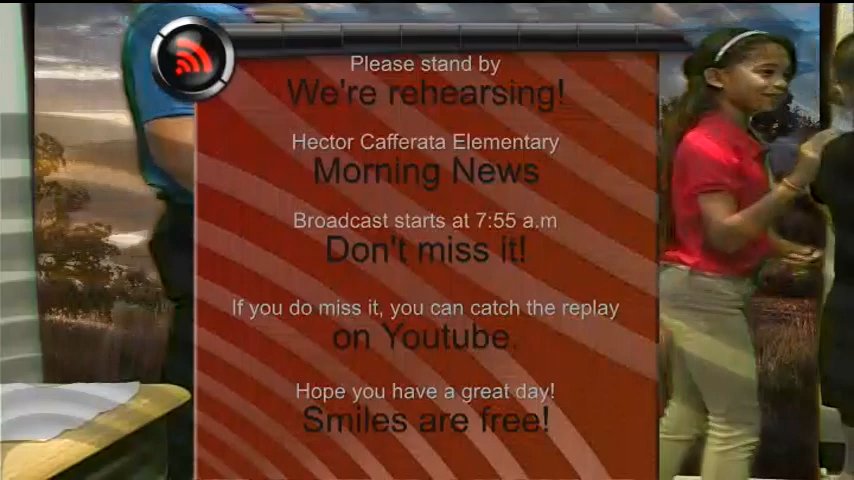 Please stand by
We're rehearsing!
Hector Cafferata Elementary
Morning News
Broadcast starts at 7:55 a.m
Don't miss it!
If you do miss it, you can catch the replay
on Youtube.
Hope you have a great day!
Smiles are free!